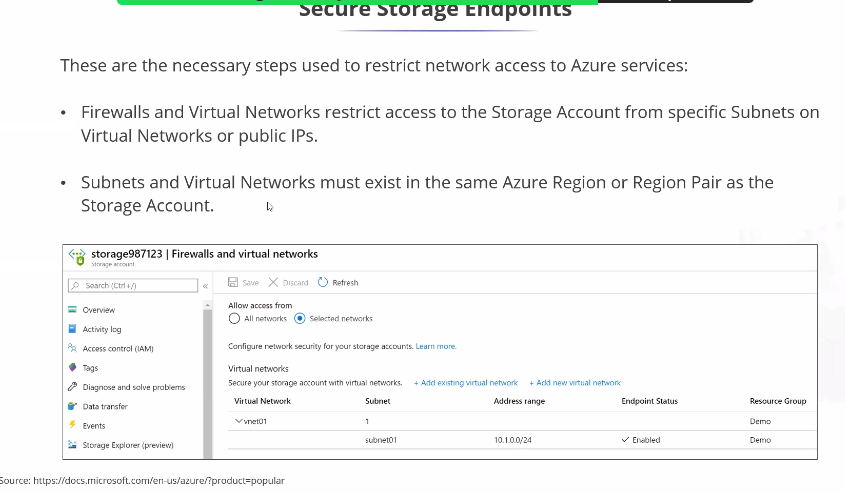 Secure Storage Endpoints
These are the necessary steps used to restrict network access to Azure services:
• Firewalls and Virtual Networks restrict access to the Storage Account from specific Subnets on
Virtual Networks or public IPs.
• Subnets and Virtual Networks must exist in the same Azure Region or Region Pair as the
Storage Account.
storage987123 | Firewalls and virtual networks
Storage account
Search (Ctrl+/) «
Save Discard Refresh
Overview
Activity log
Access control (IAM)
Tags
Diagnose and solve problems
Data transfer
Events
Storage Explorer (preview)
Allow access from
All networks Selected networks
Configure network security for your storage accounts. Learn more.
Virtual networks
Secure your storage account with virtual networks. + Add existing virtual network + Add new virtual network
Virtual Network Subnet Address range Endpoint Status Resource Group
vnet01 1 Demo
subnet01 10.1.0.0/24 Enabled Demo
Source: https://docs.microsoft.com/en-us/azure/?product=popular